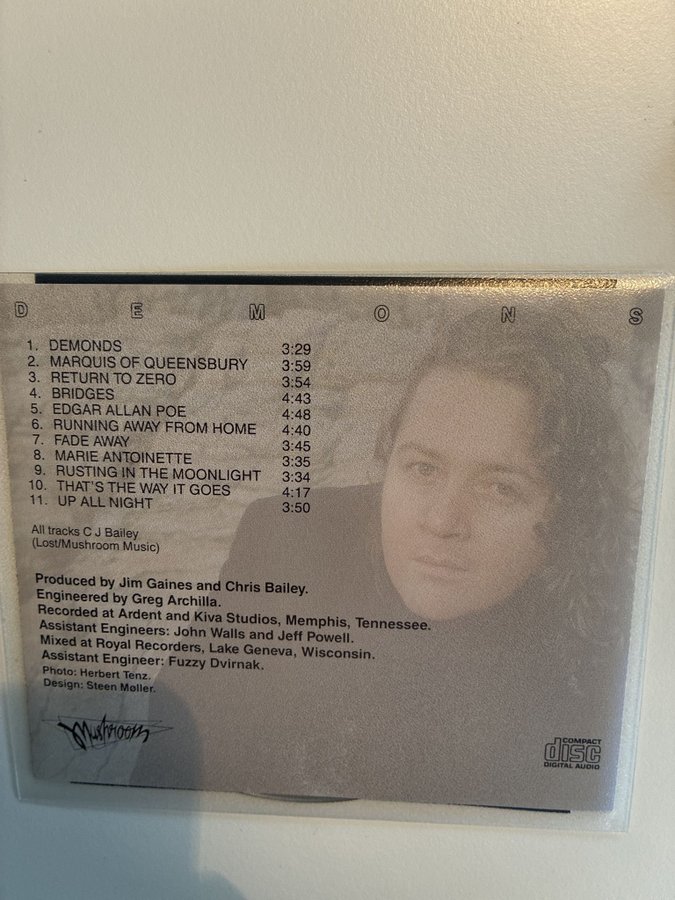 DEMONS
1. DEMONDS 3:29
2. MARQUIS OF QUEENSBURY 3:59
3. RETURN TO ZERO 3:54
4. BRIDGES 4:43
5. EDGAR ALLAN POE 4:48
6. RUNNING AWAY FROM HOME 4:40
7. FADE AWAY 3:45
8. MARIE ANTOINETTE 3:35
9. RUSTING IN THE MOONLIGHT 3:34
10. THAT'S THE WAY IT GOES 4:17
11. UP ALL NIGHT 3:50
All tracks C J Bailey
(Lost/Mushroom Music)
Produced by Jim Gaines and Chris Bailey.
Engineered by Greg Archilla.
Recorded at Ardent and Kiva Studios, Memphis, Tennessee.
Assistant Engineers: John Walls and Jeff Powell.
Mixed at Royal Recorders, Lake Geneva, Wisconsin.
Assistant Engineer: Fuzzy Dvirnak.
Photo: Herbert Tenz.
Design: Steen Møller.
Mushroom
COMPACT
disc
DIGITAL AUDIO